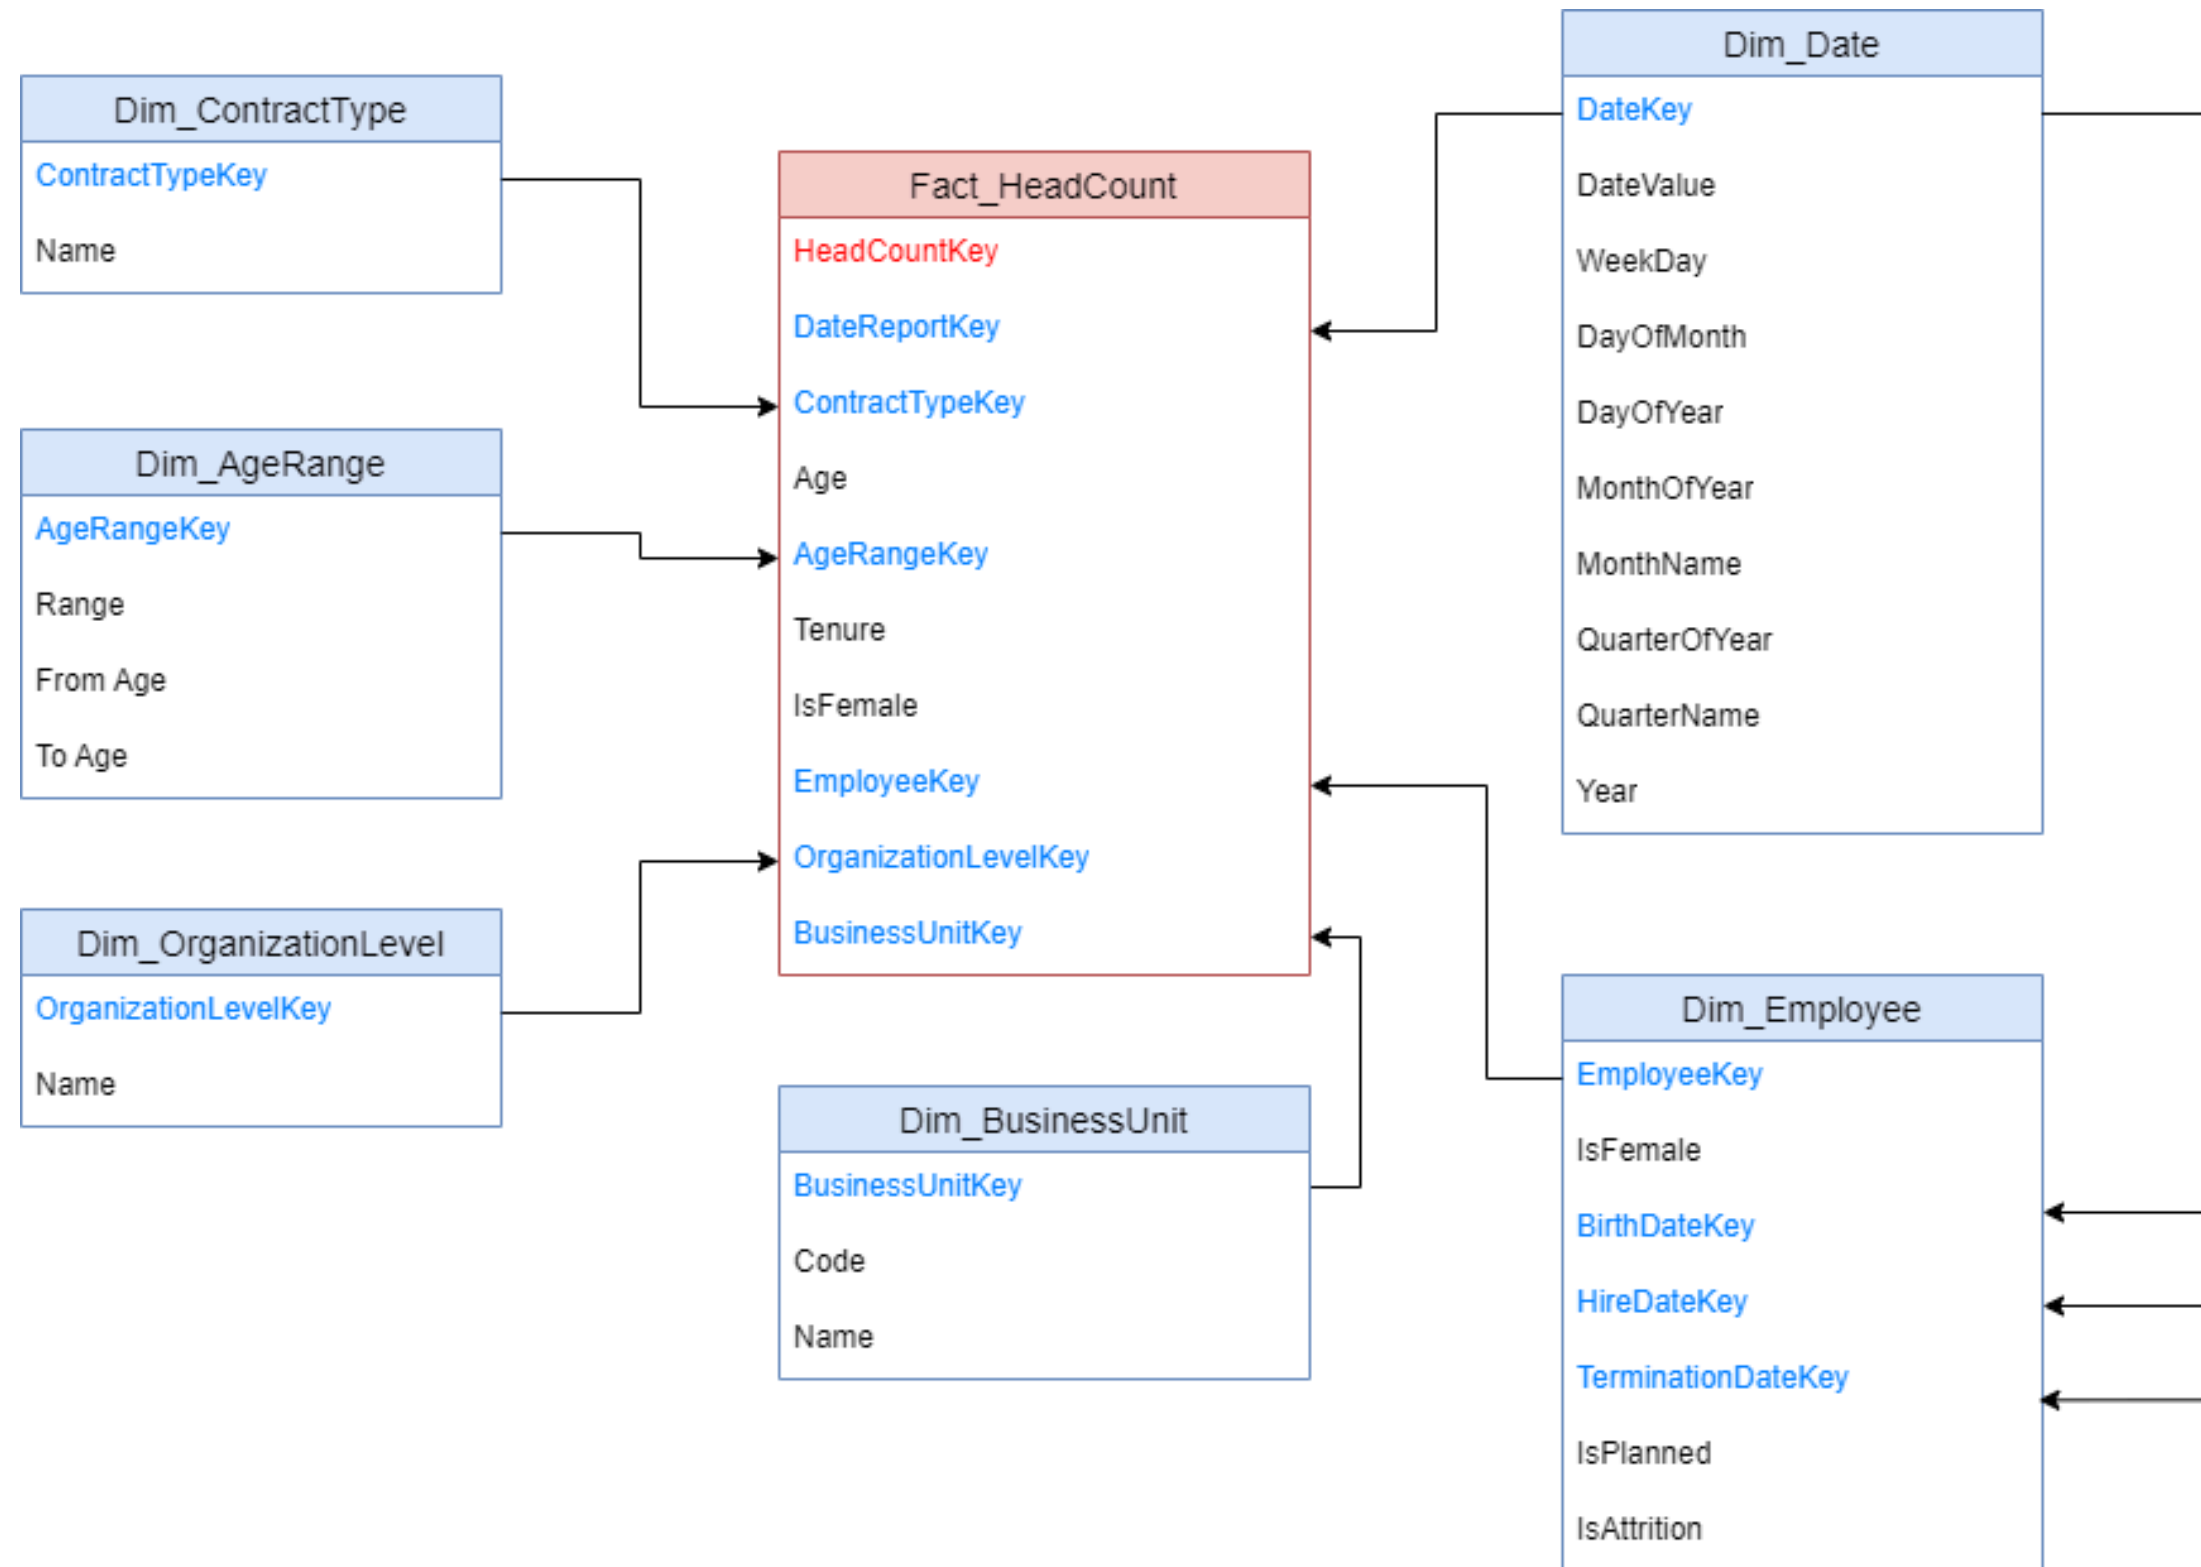 Dim_ContractType
ContractTypeKey
Name
Dim_AgeRange
AgeRangeKey
Range
From Age
To Age
Dim_OrganizationLevel
OrganizationLevelKey
Name
Fact_HeadCount
HeadCountKey
DateReportKey
ContractTypeKey
Age
AgeRangeKey
Tenure
IsFemale
EmployeeKey
OrganizationLevelKey
BusinessUnitKey
Dim_BusinessUnit
BusinessUnitKey
Code
Name
Dim_Date
DateKey
DateValue
WeekDay
DayOfMonth
DayOfYear
MonthOfYear
MonthName
QuarterOfYear
QuarterName
Year
Dim_Employee
EmployeeKey
IsFemale
BirthDateKey
HireDateKey
TerminationDateKey
IsPlanned
IsAttrition